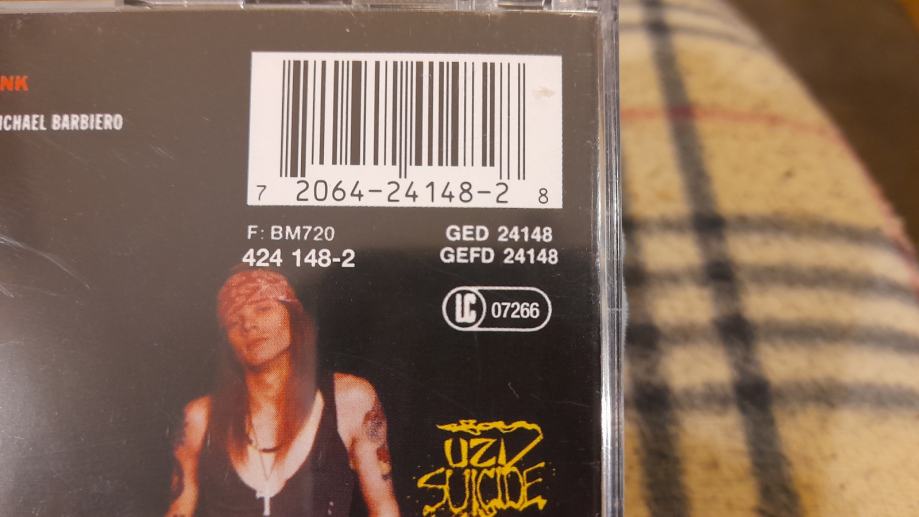 NK
ICHAEL BARBIERO
7 2064-24148-2 8
F: BM720
GED 24148
424 148-2
GEFD 24148
LC 07266
UZI
SUICIDE